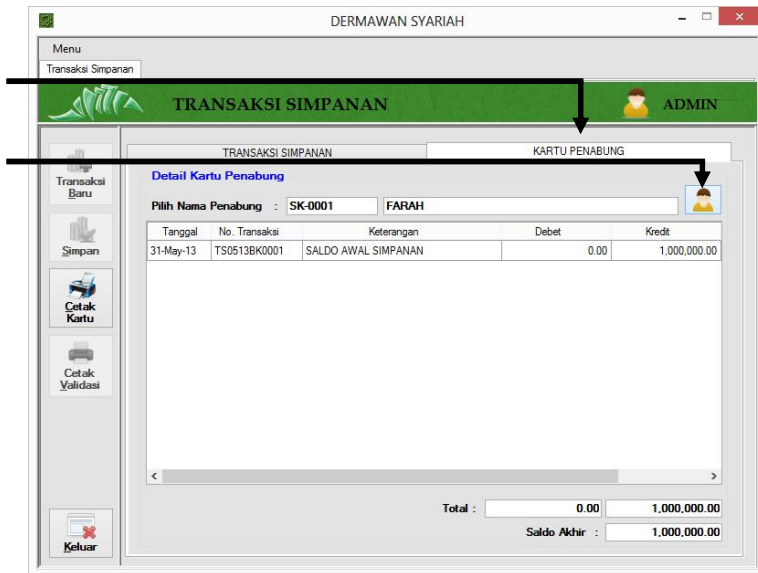 DERMAWAN SYARIAH
Menu
Transaksi Simpanan
TRANSAKSI SIMPANAN
ADMIN
TRANSAKSI SIMPANAN
KARTU PENABUNG
Transaksi
Baru
Simpan
Cetak
Kartu
Cetak
Validasi
Keluar
Detail Kartu Penabung
Pilih Nama Penabung : SK-0001 FARAH
Tanggal No. Transaksi Keterangan Debet Kredit
31-May-13 TS0513BK0001 SALDO AWAL SIMPANAN 0.00 1,000,000.00
Total : 0.00 1,000,000.00
Saldo Akhir : 1,000,000.00